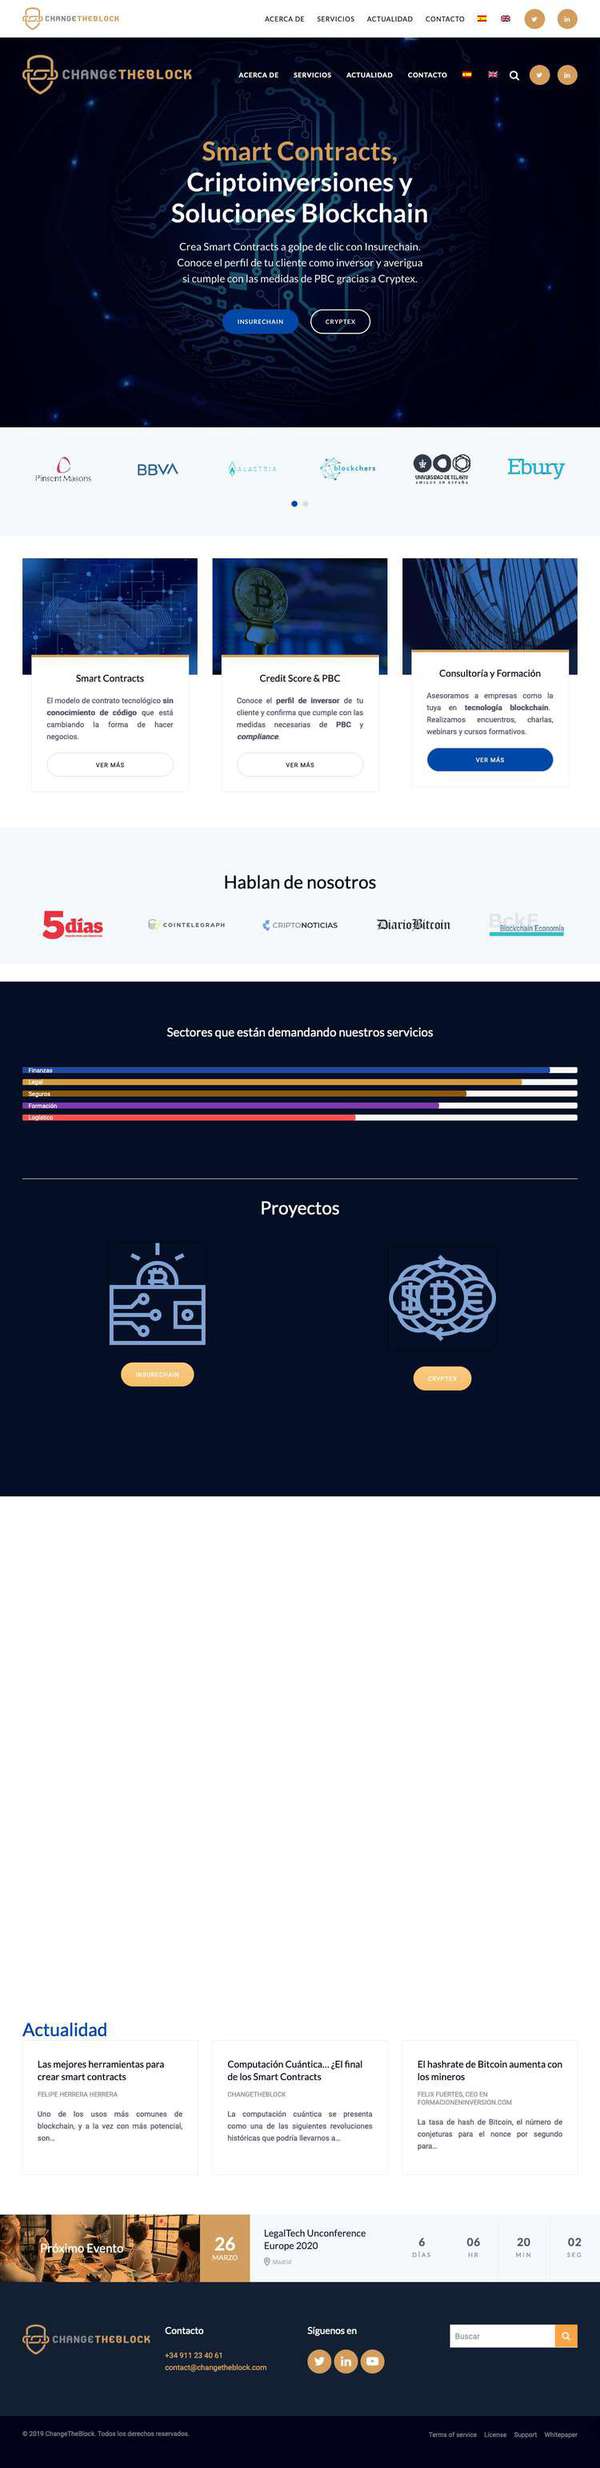 CHANGETHEBLOCK
ACERCA DE SERVICIOS ACTUALIDAD CONTACTO
CHANGETHEBLOCK
ACERCA DE SERVICIOS ACTUALIDAD CONTACTO
Smart Contracts,
Criptoinversiones y
Soluciones Blockchain
Crea Smart Contracts a golpe de clic con Insurechain.
Conoce el perfil de tu cliente como inversor y averigua
si cumple con las medidas de PBC gracias a Cryptex.
INSURECHAIN CRYPTEX
Pinsent Masons BBVA ALASTRIA blockchers UNIVERSIDAD DE TEL AVIV Ebury
AMIGOS EN ESPAÑA
Smart Contracts
El modelo de contrato tecnológico sin
conocimiento de código que está
cambiando la forma de hacer
negocios.
VER MÁS
Credit Score & PBC
Conoce el perfil de inversor de tu
cliente y confirma que cumple con las
medidas necesarias de PBC y
compliance.
VER MÁS
Consultoría y Formación
Asesoramos a empresas como la
tuya en tecnología blockchain.
Realizamos encuentros, charlas,
webinars y cursos formativos.
VER MÁS
Hablan de nosotros
5días COINTELEGRAPH CRIPTONOTICIAS DiarioBitcoin BckE
Blockchain Economía
Sectores que están demandando nuestros servicios
Finanzas
Legal
Seguros
Formación
Logístico
Proyectos
INSURECHAIN CRYPTEX
Actualidad
Las mejores herramientas para
crear smart contracts
FELIPE HERRERA HERRERA
Uno de los usos más comunes de
blockchain, y a la vez con más potencial,
son...
Computación Cuántica... ¿El final
de los Smart Contracts
CHANGETHEBLOCK
La computación cuántica se presenta
como una de las siguientes revoluciones
históricas que podría llevarnos a...
El hashrate de Bitcoin aumenta con
los mineros
FELIX FUERTES, CEO EN
FORMACIONENINVERSION.COM
La tasa de hash de Bitcoin, el número de
conjeturas para el nonce por segundo
para...
Próximo Evento
26
MARZO
LegalTech Unconference
Europe 2020
Madrid
6 06 20 02
DÍAS HR MIN SEG
CHANGETHEBLOCK
Contacto
+34 911 23 40 61
contact@changetheblock.com
Síguenos en
Buscar
© 2019 ChangeTheBlock. Todos los derechos reservados.
Terms of service License Support Whitepaper